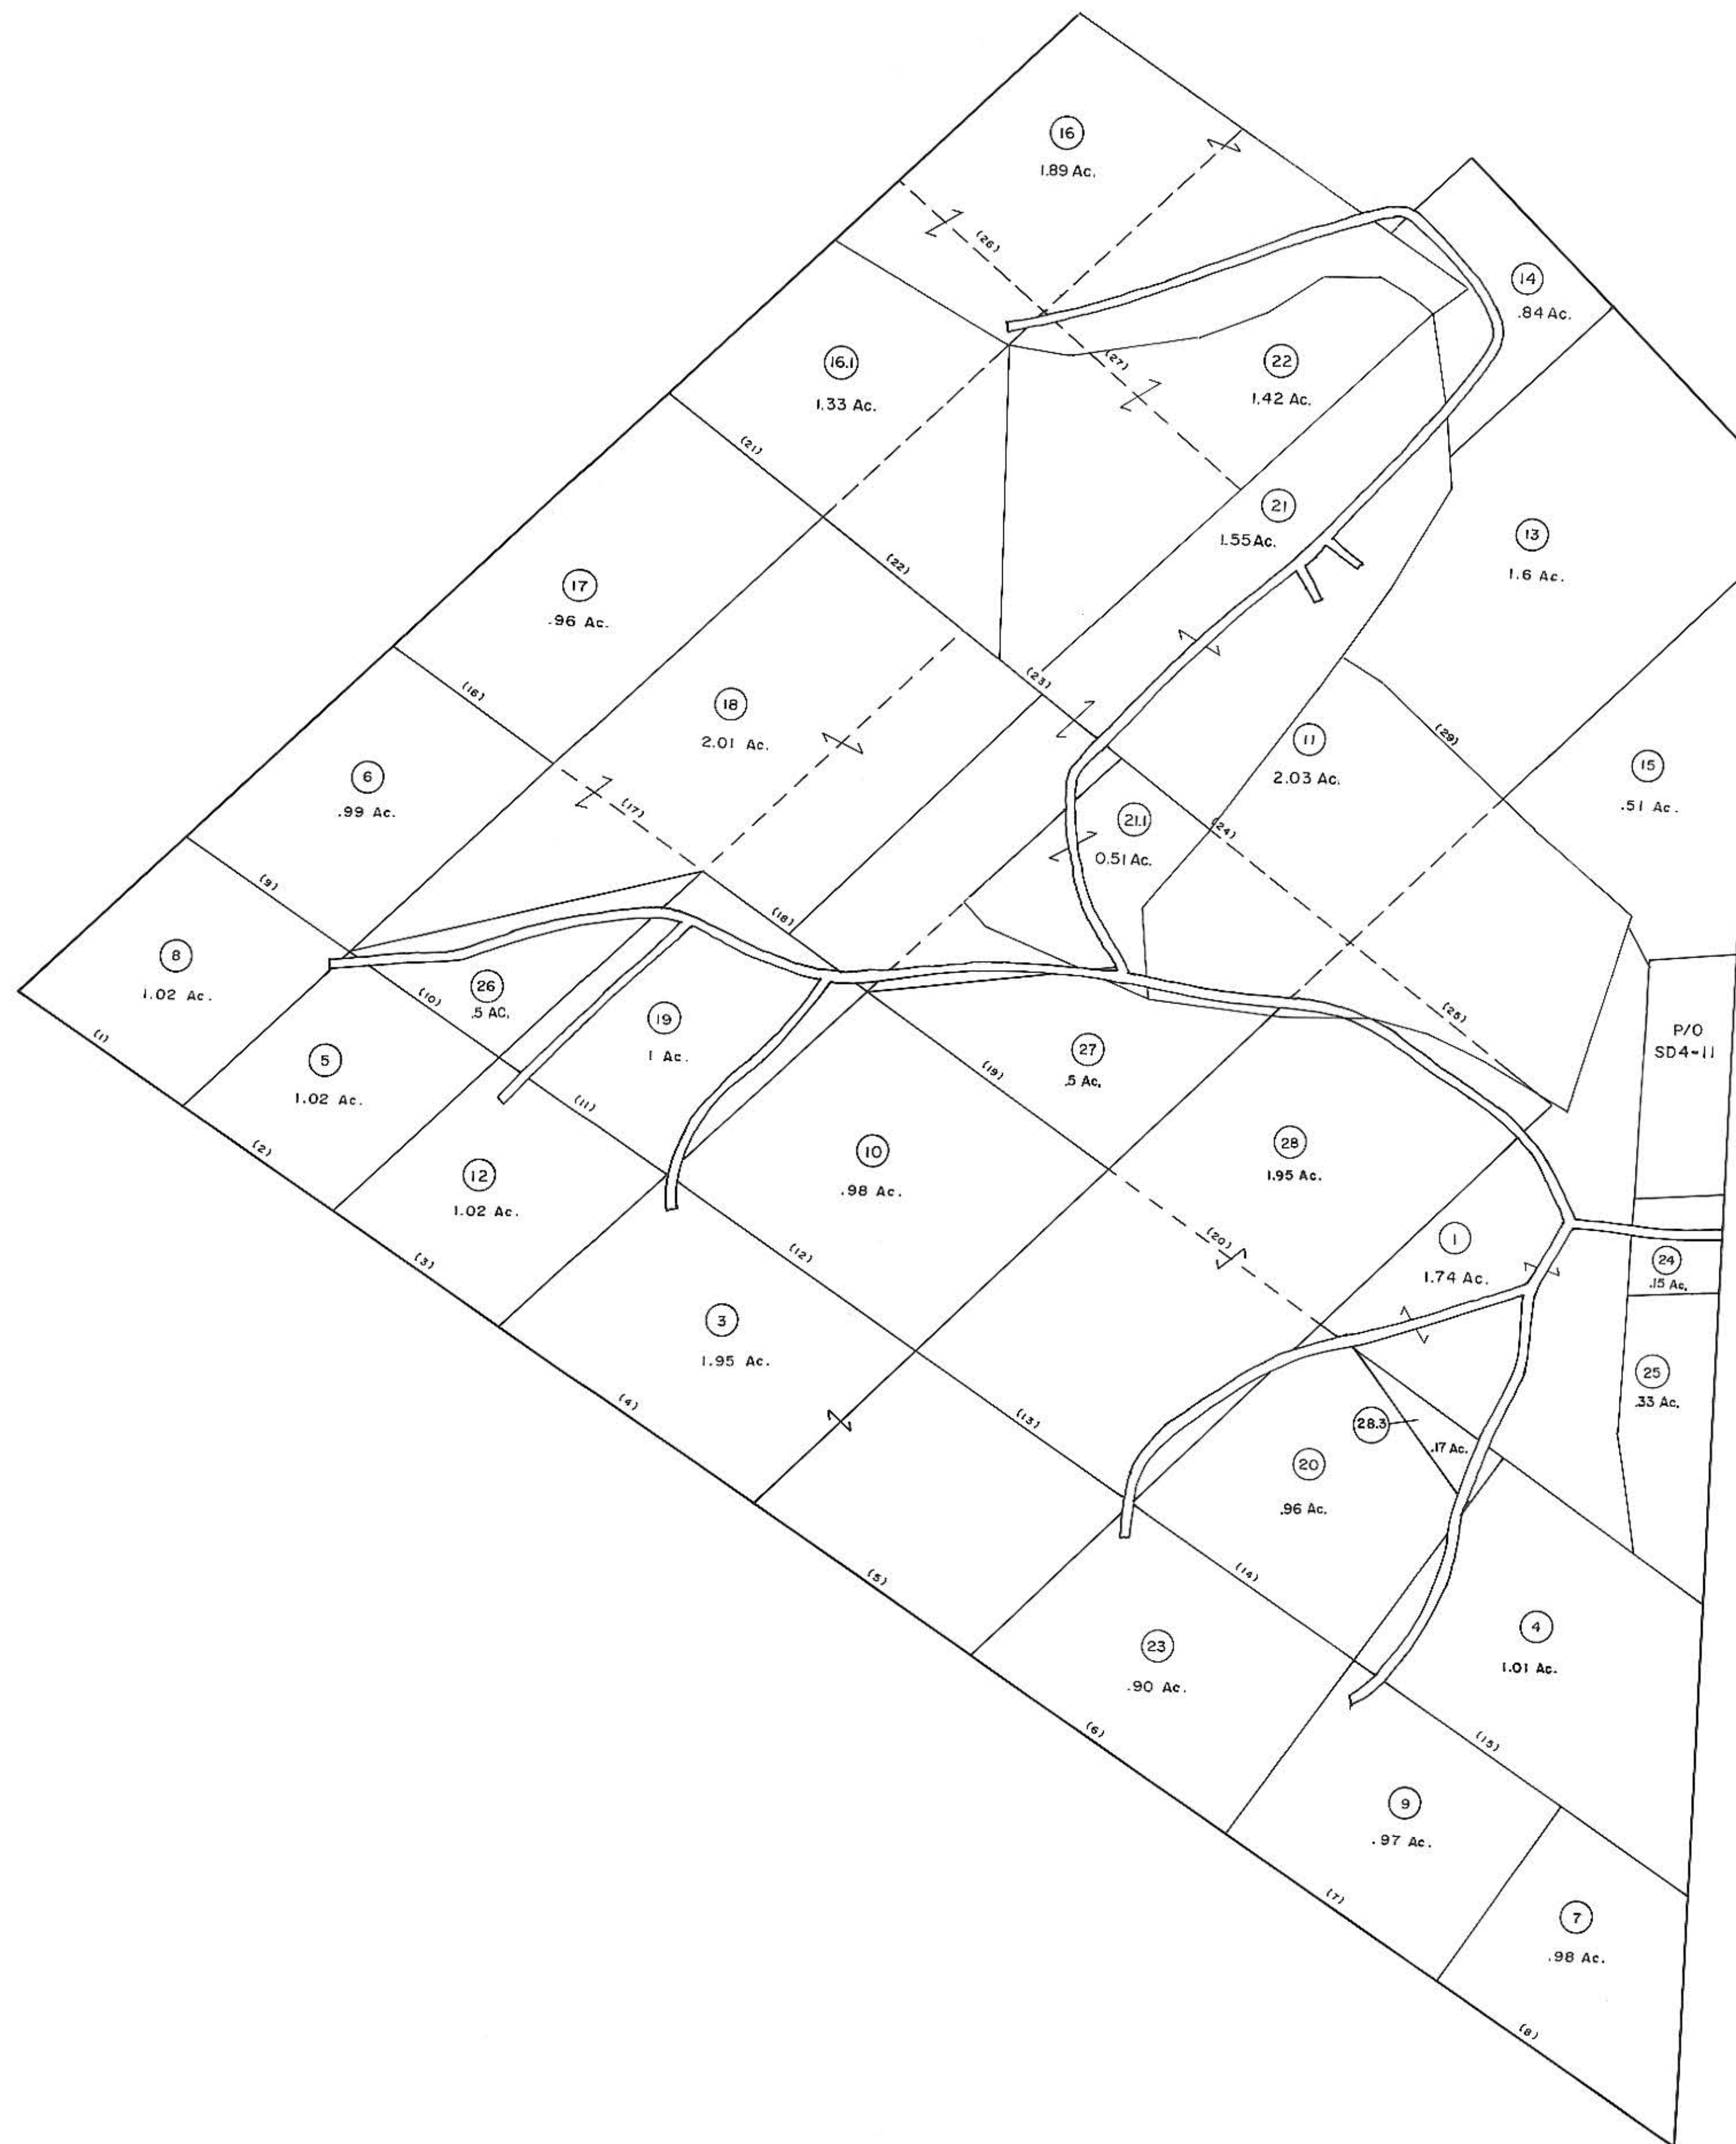 16
1.89 Ac.
(26)
14
.84 Ac.
16.1
1.33 Ac.
(27)
22
1.42 Ac.
(21)
21
1.55 Ac.
13
1.6 Ac.
(22)
17
.96 Ac.
(16)
18
2.01 Ac.
(23)
11
2.03 Ac.
(29)
15
.51 Ac.
6
.99 Ac.
(17)
21.1
0.51 Ac.
(24)
(9)
(18)
8
1.02 Ac.
(10)
26
.5 AC.
19
1 Ac.
(25)
P/O
SD4-11
(1)
5
1.02 Ac.
27
.5 Ac.
(19)
(11)
(2)
12
1.02 Ac.
10
.98 Ac.
28
1.95 Ac.
(3)
(12)
(20)
1
1.74 Ac.
24
.15 Ac.
3
1.95 Ac.
25
.33 Ac.
(4)
(13)
28.3
.17 Ac.
20
.96 Ac.
(5)
(14)
23
.90 Ac.
4
1.01 Ac.
(6)
(15)
9
.97 Ac.
(7)
7
.98 Ac.
(8)